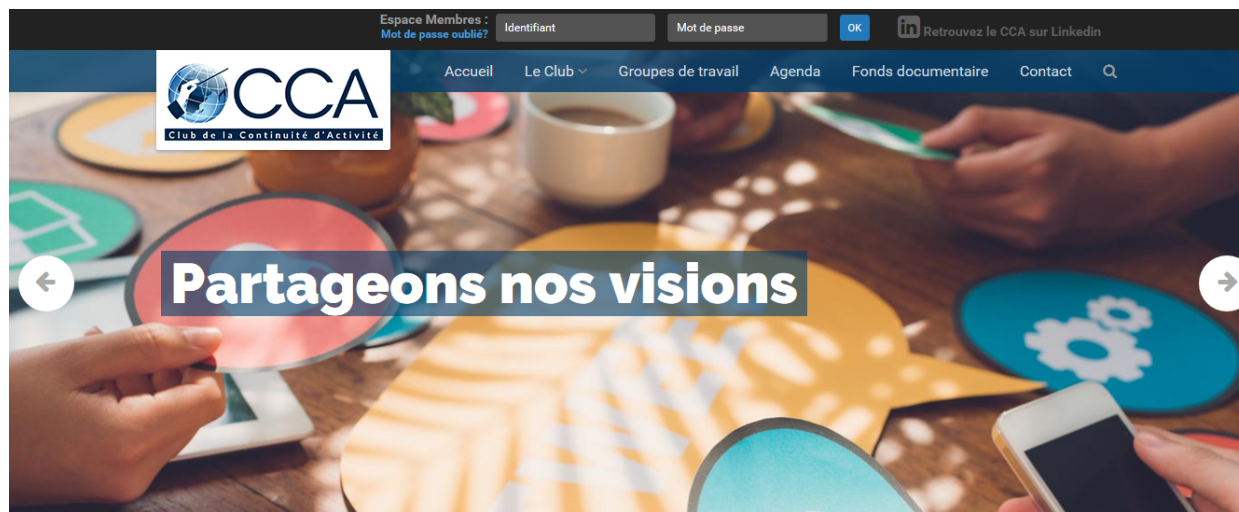 Espace Membres :
Mot de passe oublié?
Identifiant
Mot de passe
OK
in Retrouvez le CCA sur Linkedin
CCA
Club de la Continuité d'Activité
Accueil
Le Club
Groupes de travail
Agenda
Fonds documentaire
Contact
Partageons nos visions